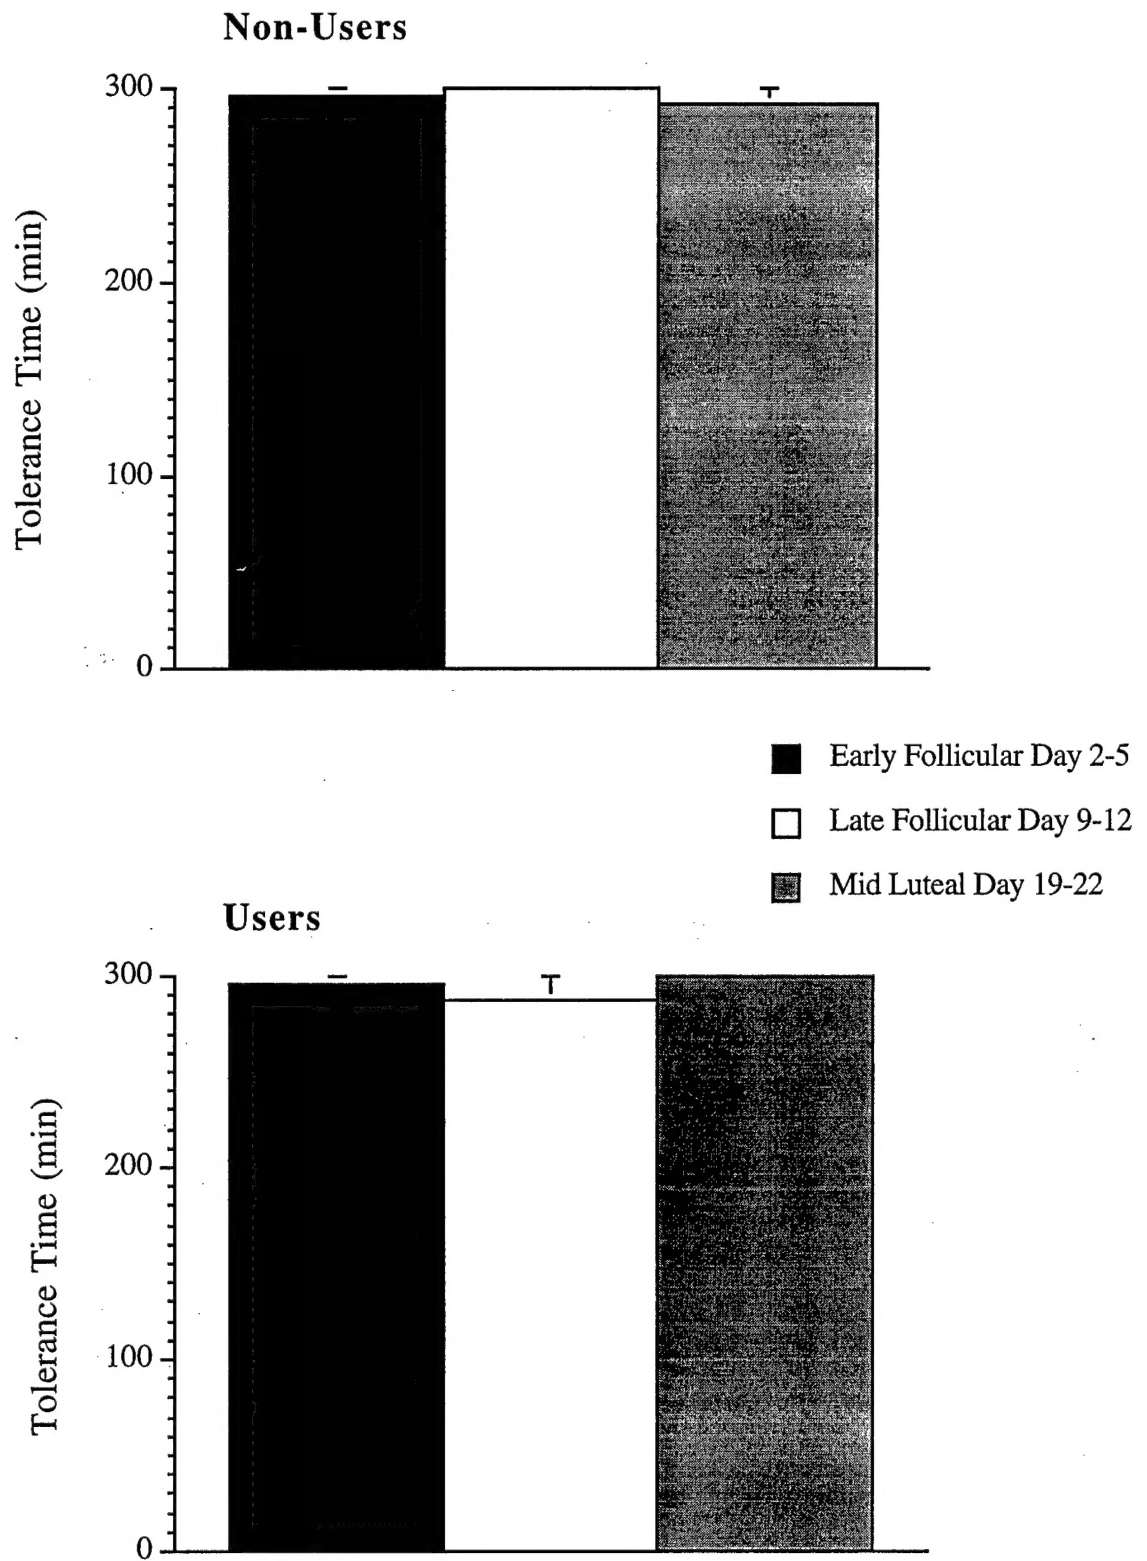 Non-Users
300
200
100
0
Tolerance Time (min)
Early Follicular Day 2-5
Late Follicular Day 9-12
Mid Luteal Day 19-22
Users
300
200
100
0
Tolerance Time (min)